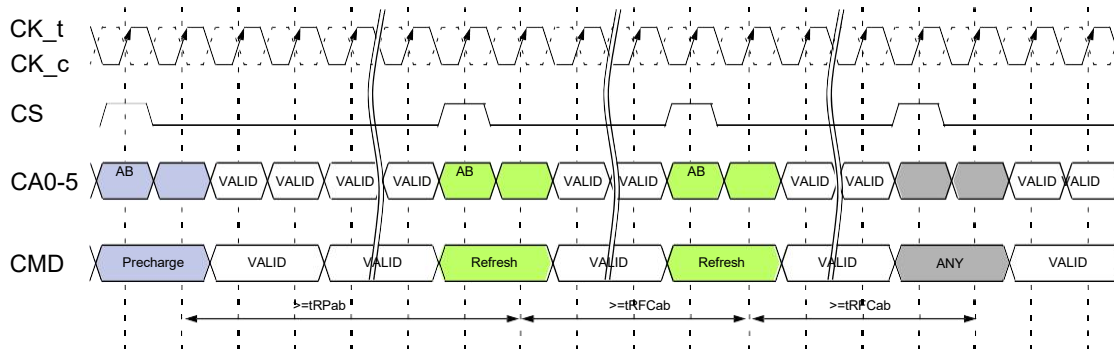 CK_t
CK_c
CS
CA0-5 AB VALID VALID VALID VALID AB VALID VALID AB VALID VALID VALID VALID
CMD Precharge VALID VALID Refresh VALID Refresh VALID ANY VALID
>=tRPab >=tRFCab >=tRFCab